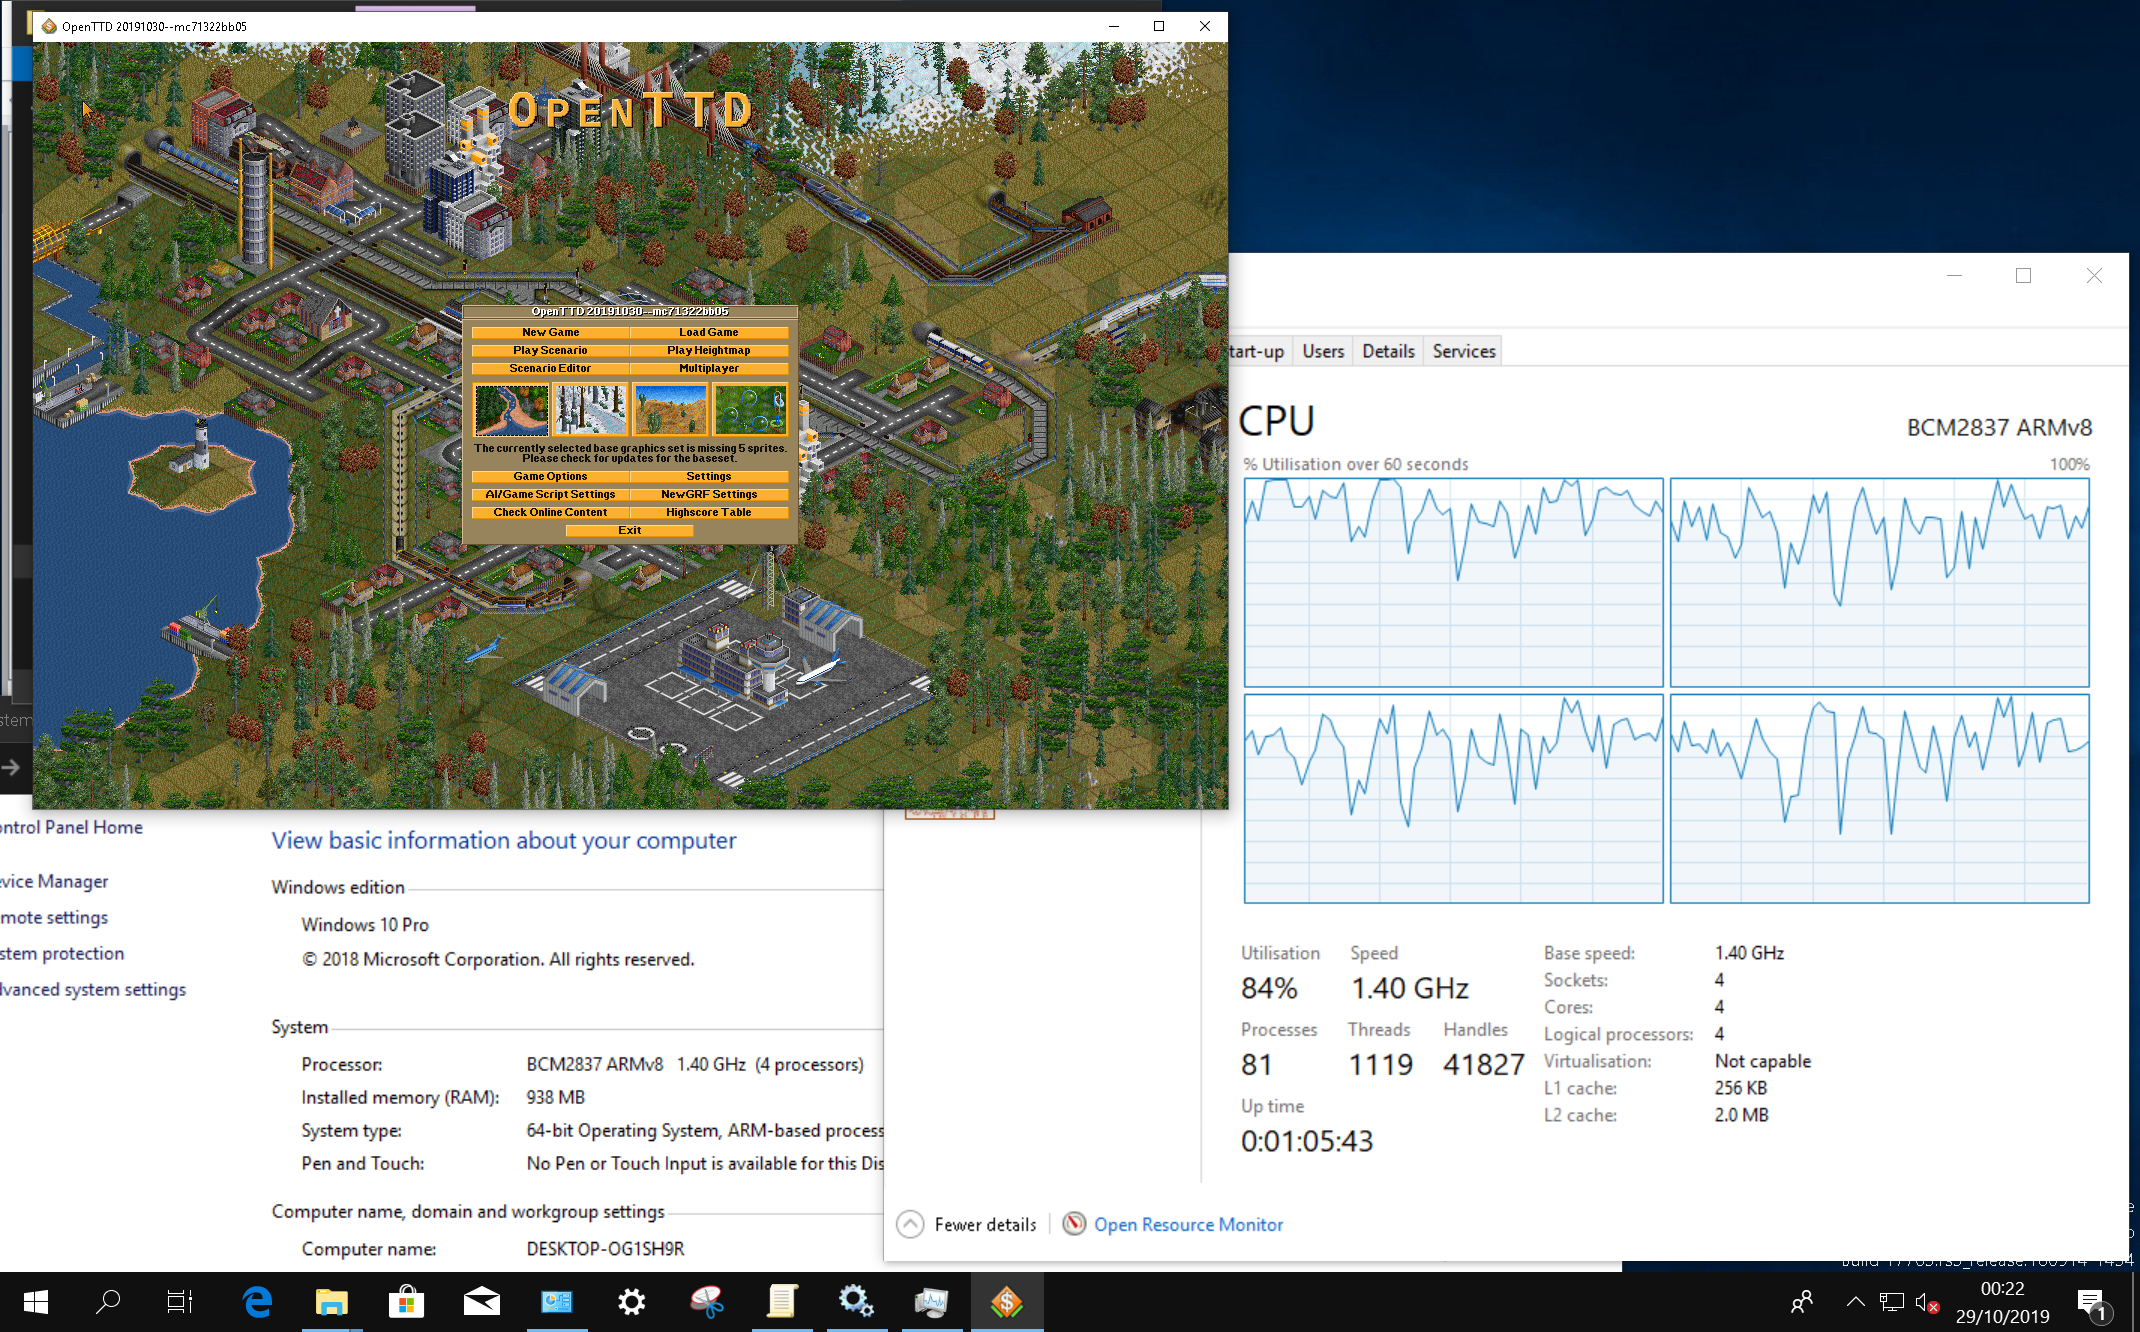 OpenTTD 20191030--mc71322bb05
OPENTTD
OpenTTD 20191030--mc71322bb05
New Game
Load Game
Play Scenario
Play Heightmap
Scenario Editor
Multiplayer
The currently selected base graphics set is missing 5 sprites.
Please check for updates for the baseset.
Game Options
Settings
AI/Game Script Settings
NewGRF Settings
Check Online Content
Highscore Table
Exit
tart-up
Users
Details
Services
CPU
BCM2837 ARMv8
% Utilisation over 60 seconds
100%
Utilisation
84%
Speed
1.40 GHz
Processes
81
Threads
1119
Handles
41827
Up time
0:01:05:43
Base speed:
1.40 GHz
Sockets:
4
Cores:
4
Logical processors:
4
Virtualisation:
Not capable
L1 cache:
256 KB
L2 cache:
2.0 MB
Fewer details
Open Resource Monitor
stem
ontrol Panel Home
evice Manager
mote settings
stem protection
dvanced system settings
View basic information about your computer
Windows edition
Windows 10 Pro
© 2018 Microsoft Corporation. All rights reserved.
System
Processor:
BCM2837 ARMv8 1.40 GHz (4 processors)
Installed memory (RAM):
938 MB
System type:
64-bit Operating System, ARM-based process
Pen and Touch:
No Pen or Touch Input is available for this Dis
Computer name, domain and workgroup settings
Computer name:
DESKTOP-OG1SH9R
00:22
29/10/2019
1